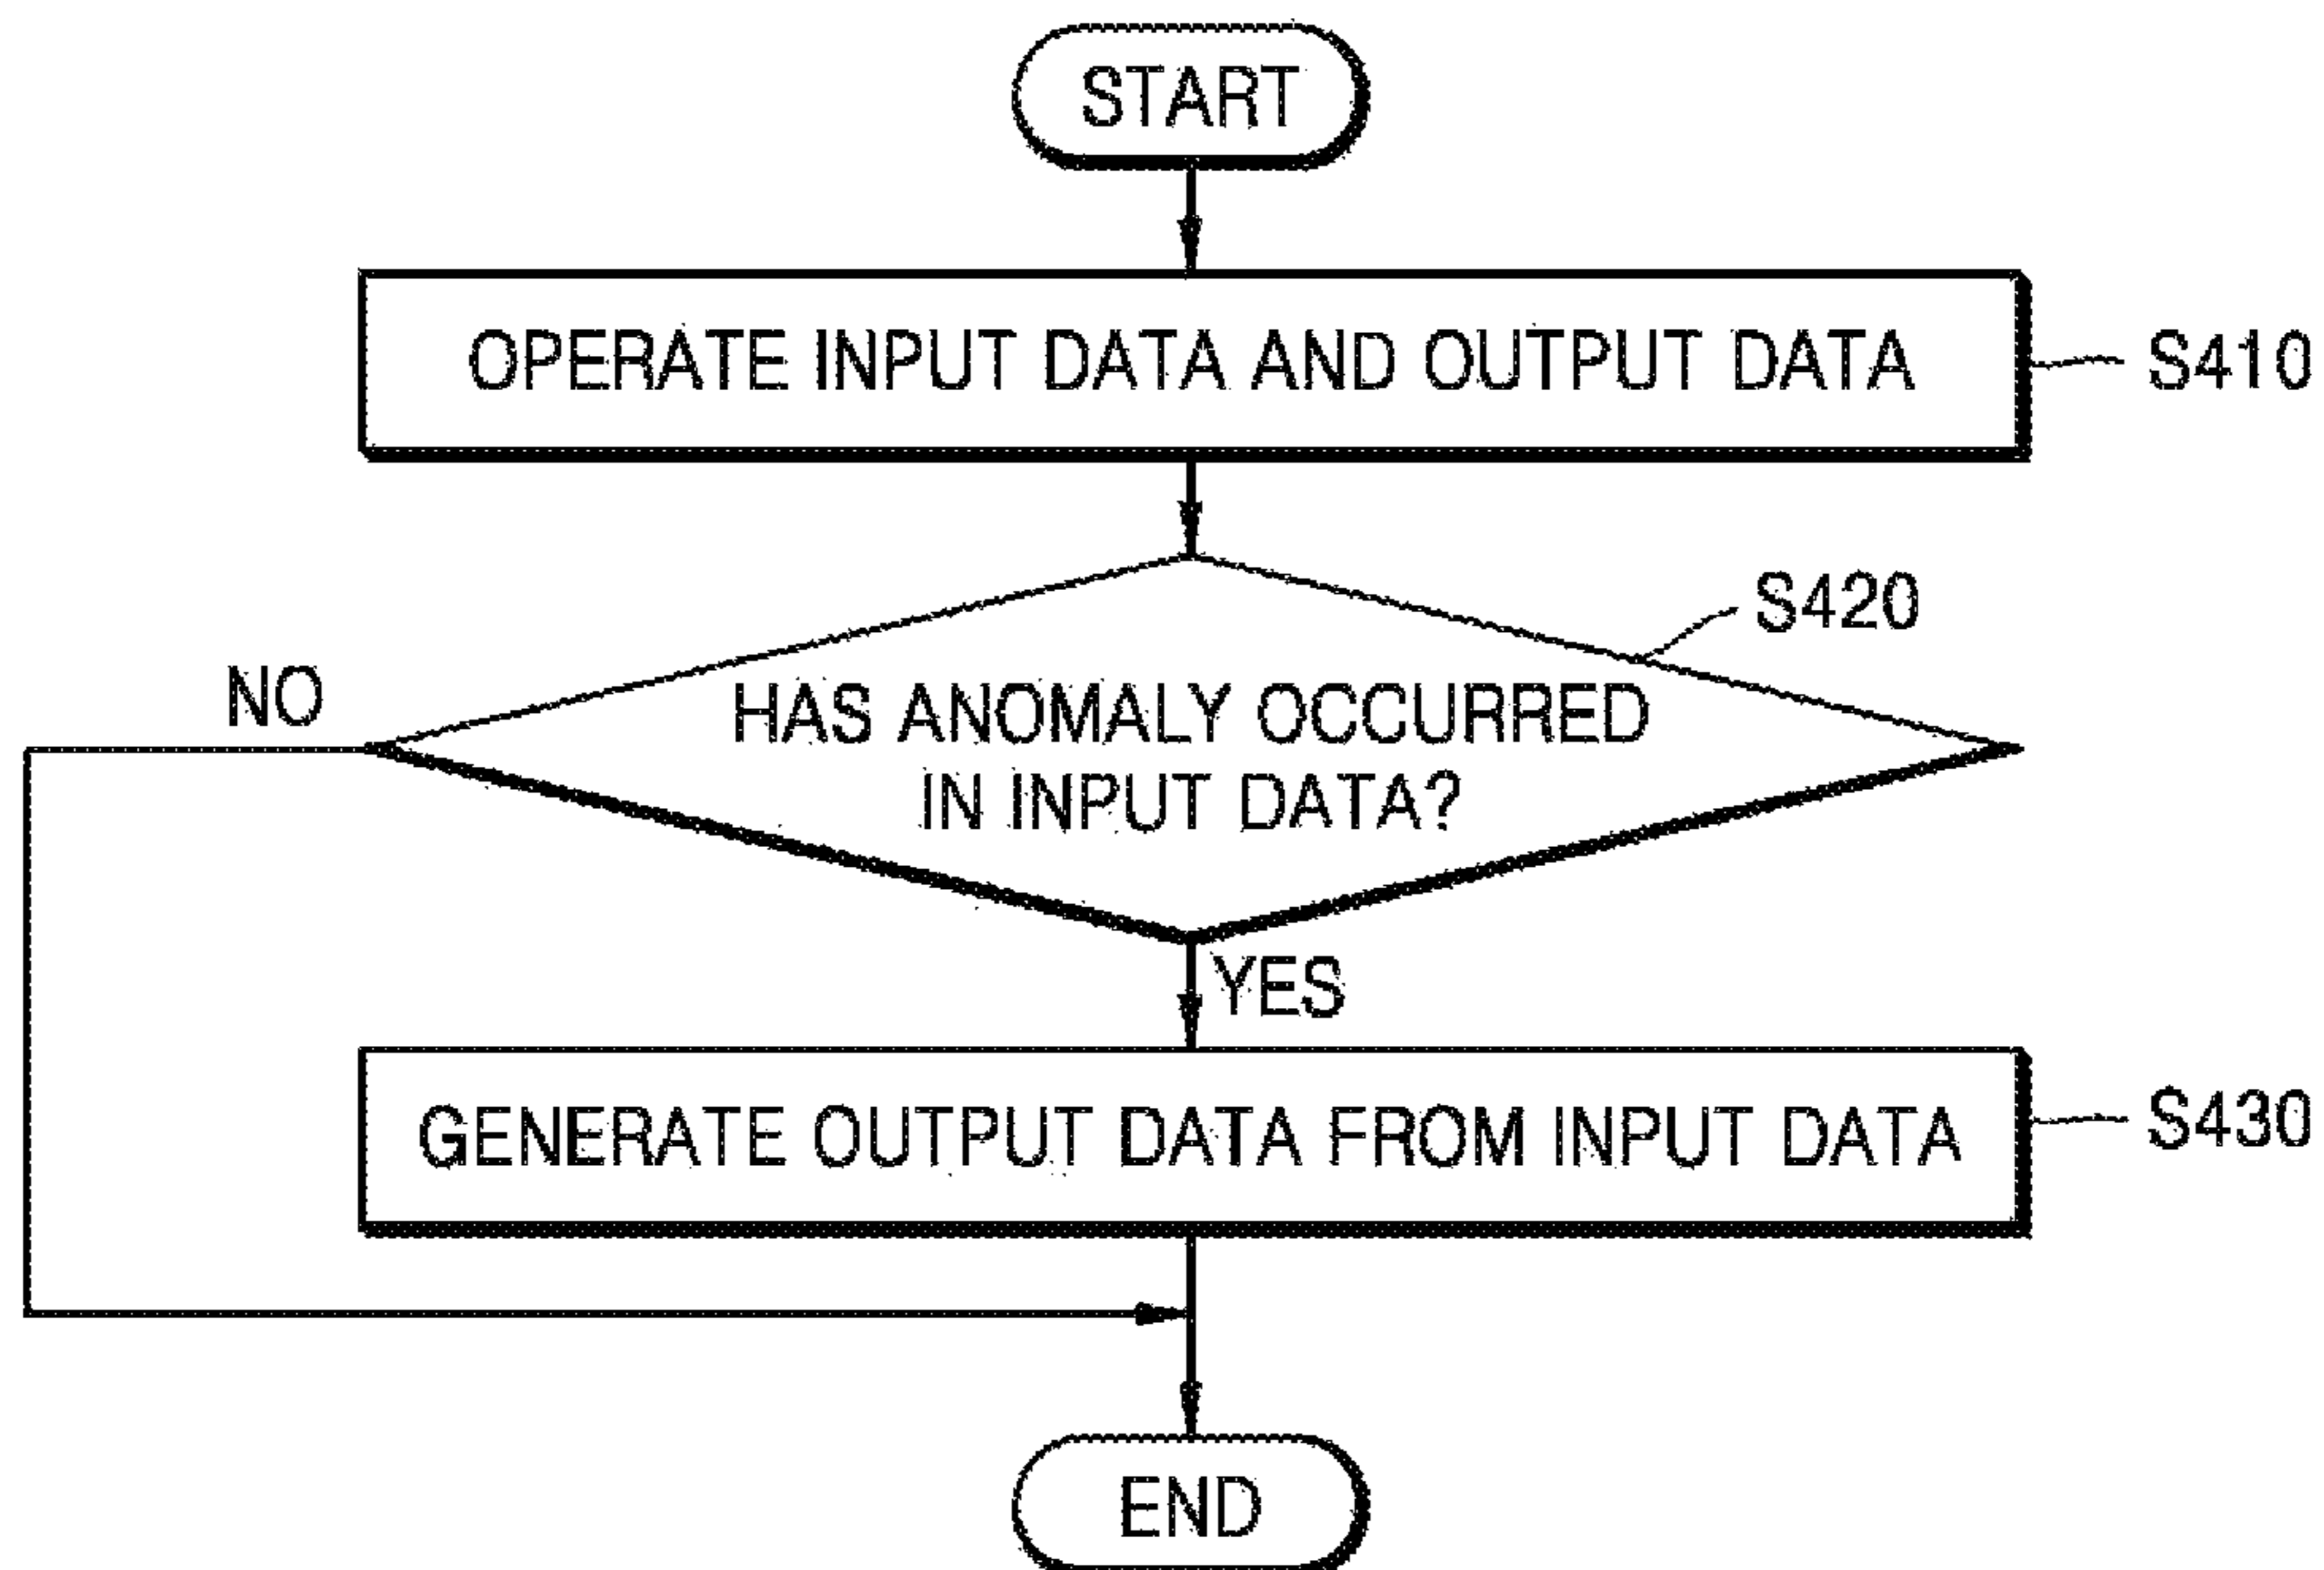 START
OPERATE INPUT DATA AND OUTPUT DATA
S410
S420
NO
HAS ANOMALY OCCURRED
IN INPUT DATA?
YES
GENERATE OUTPUT DATA FROM INPUT DATA
S430
END